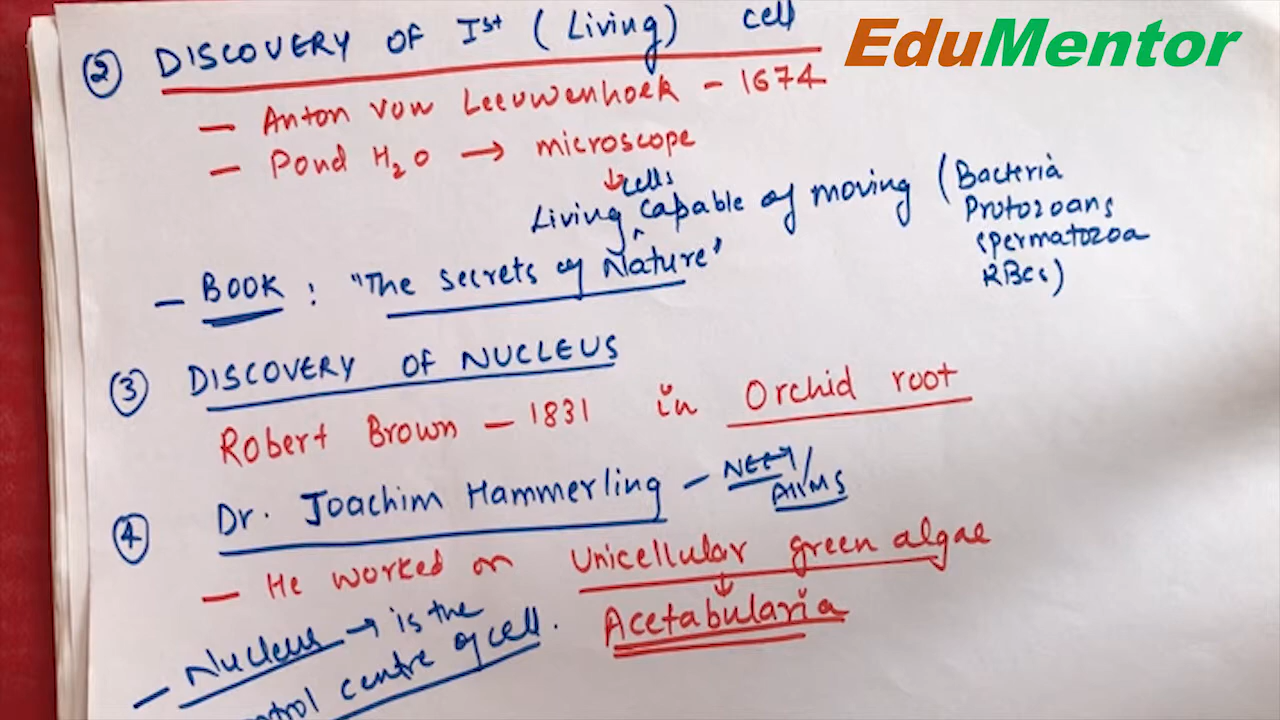 EduMentor
② DISCOVERY OF Ist (Living) cell
— Anton von Leeuwenhoek – 1674
— Pond H2O → microscope
↓ cells
Living ^ capable of moving (Bacteria
Protozoans
spermatozoa
RBCs)
— BOOK : "The secrets of Nature"
③ DISCOVERY OF NUCLEUS
Robert Brown – 1831 in Orchid root
④ Dr. Joachim Hammerling – NEET/
AIIMS
— He worked on Unicellular green algae
↓
Acetabularia
— Nucleus → is the
control centre of cell.